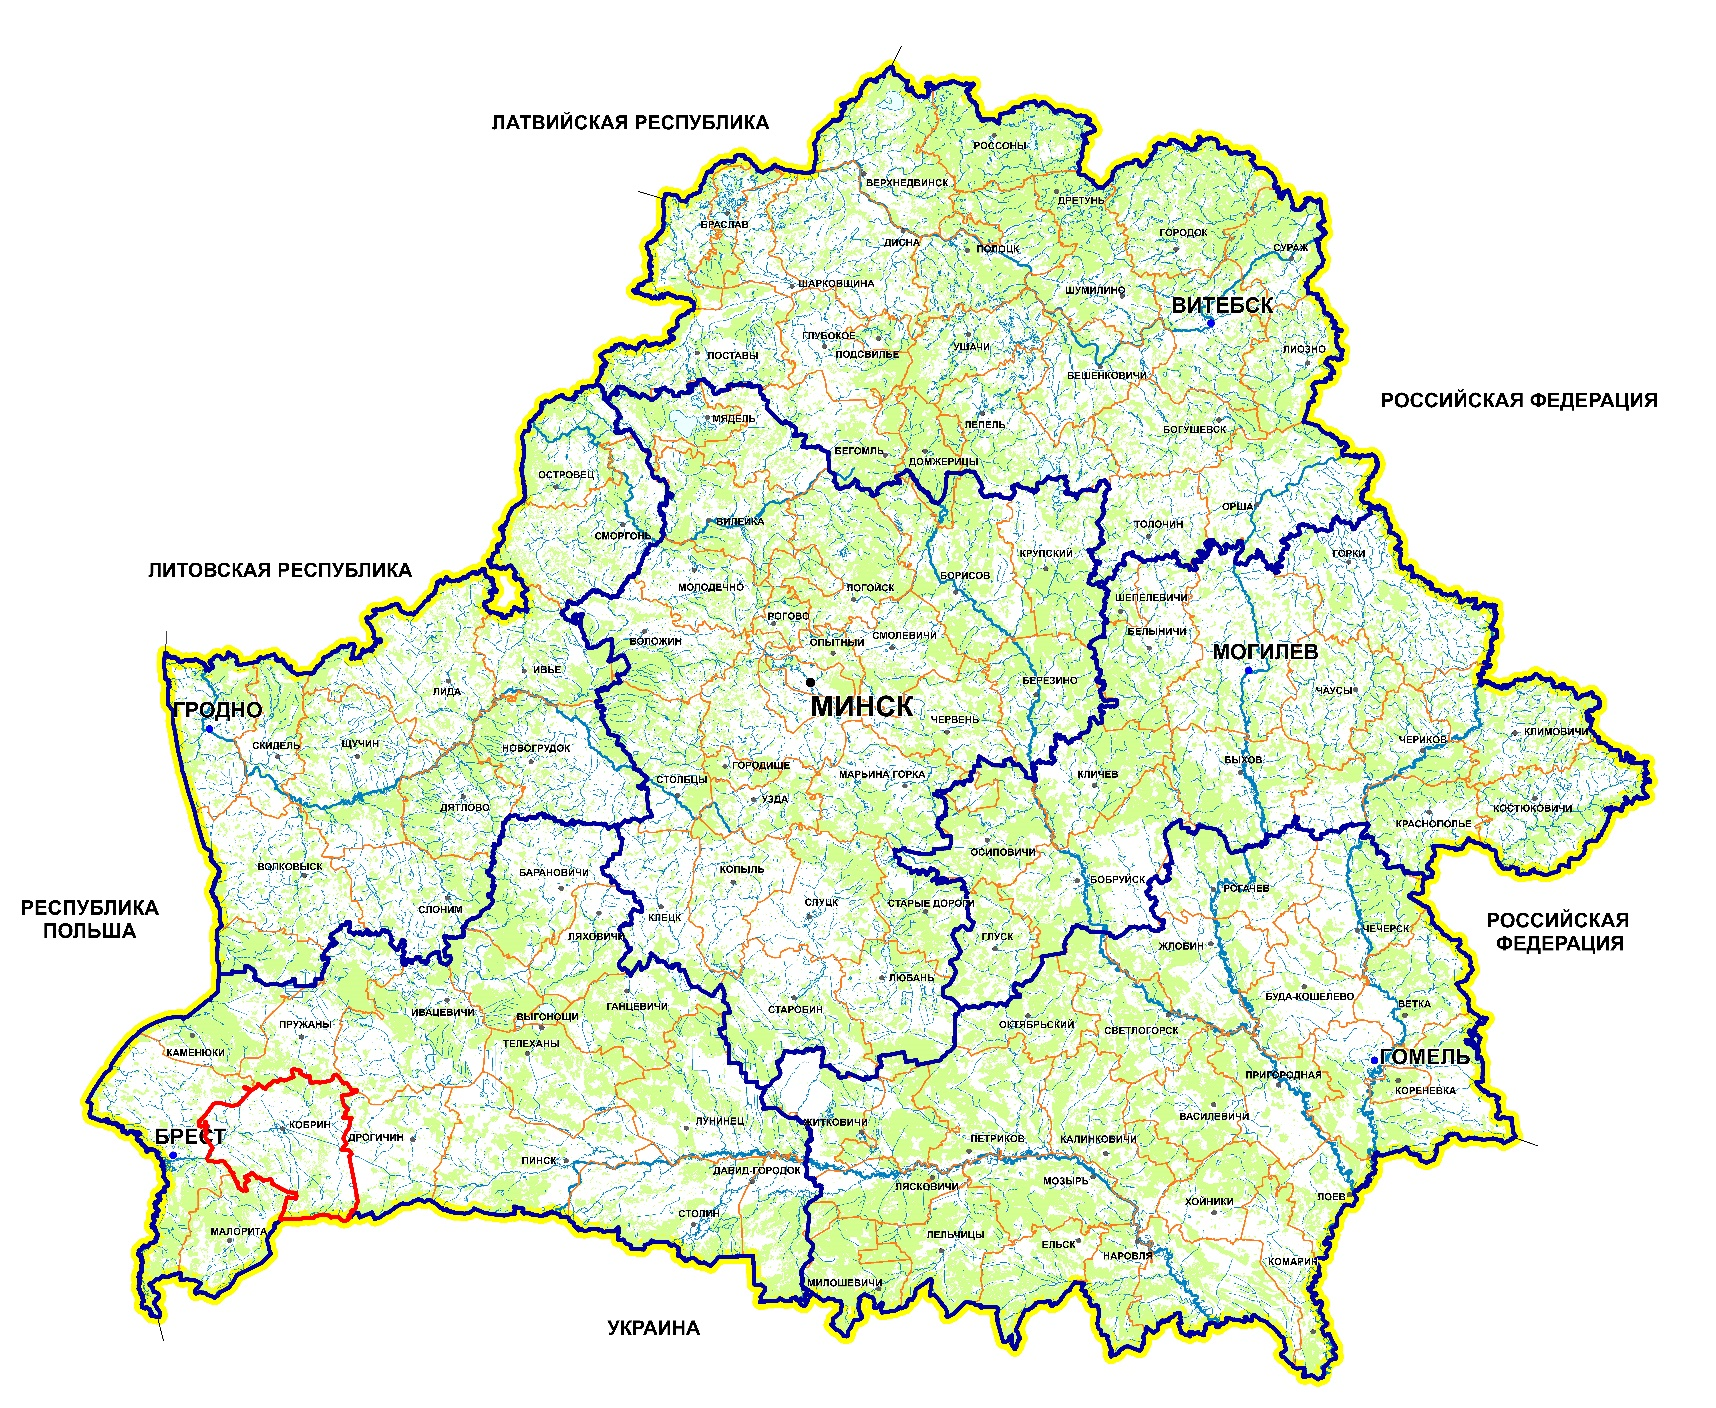 ЛАТВИЙСКАЯ РЕСПУБЛИКА
РОССОНЫ
ВЕРХНЕДВИНСК
ДРЕТУНЬ
БРАСЛАВ
ГОРОДОК
ДИСНА
ПОЛОЦК
СУРАЖ
ШАРКОВЩИНА
ШУМИЛИНО
ВИТЕБСК
ГЛУБОКОЕ
УШАЧИ
ЛИОЗНО
ПОСТАВЫ
ПОДСВИЛЬЕ
БЕШЕНКОВИЧИ
РОССИЙСКАЯ ФЕДЕРАЦИЯ
МЯДЕЛЬ
ЛЕПЕЛЬ
БОГУШЕВСК
БЕГОМЛЬ
ДОМЖЕРИЦЫ
ОСТРОВЕЦ
ОРША
ВИЛЕЙКА
ТОЛОЧИН
СМОРГОНЬ
КРУПСКИЙ
ГОРКИ
ЛИТОВСКАЯ РЕСПУБЛИКА
БОРИСОВ
МОЛОДЕЧНО
ЛОГОЙСК
ШЕПЕЛЕВИЧИ
РОГОВО
БЕЛЫНИЧИ
ВОЛОЖИН
ОПЫТНЫЙ
СМОЛЕВИЧИ
МОГИЛЕВ
ИВЬЕ
БЕРЕЗИНО
ЛИДА
ЧАУСЫ
ГРОДНО
МИНСК
ЧЕРВЕНЬ
КЛИМОВИЧИ
СКИДЕЛЬ
ЩУЧИН
НОВОГРУДОК
ЧЕРИКОВ
БЫХОВ
ГОРОДИЩЕ
СТОЛБЦЫ
МАРЬИНА ГОРКА
КЛИЧЕВ
УЗДА
ДЯТЛОВО
КОСТЮКОВИЧИ
КРАСНОПОЛЬЕ
ОСИПОВИЧИ
ВОЛКОВЫСК
БАРАНОВИЧИ
КОПЫЛЬ
БОБРУЙСК
РОГАЧЕВ
РЕСПУБЛИКА
ПОЛЬША
СЛОНИМ
КЛЕЦК
СЛУЦК
СТАРЫЕ ДОРОГИ
РОССИЙСКАЯ
ФЕДЕРАЦИЯ
ЧЕЧЕРСК
ЛЯХОВИЧИ
ГЛУСК
ЖЛОБИН
ЛЮБАНЬ
БУДА-КОШЕЛЕВО
ГАНЦЕВИЧИ
ВЕТКА
ИВАЦЕВИЧИ
СТАРОБИН
ВЫГОНОЩИ
ПРУЖАНЫ
ОКТЯБРЬСКИЙ
СВЕТЛОГОРСК
ТЕЛЕХАНЫ
КАМЕНЮКИ
ГОМЕЛЬ
ПРИГОРОДНАЯ
КОРЕНЕВКА
ВАСИЛЕВИЧИ
ЛУНИНЕЦ
ЖИТКОВИЧИ
КОБРИН
БРЕСТ
ДРОГИЧИН
ПЕТРИКОВ
КАЛИНКОВИЧИ
ПИНСК
ДАВИД-ГОРОДОК
МОЗЫРЬ
ЛЯСКОВИЧИ
ЛОЕВ
ХОЙНИКИ
СТОЛИН
МАЛОРИТА
ЛЕЛЬЧИЦЫ
ЕЛЬСК
НАРОВЛЯ
КОМАРИН
МИЛОШЕВИЧИ
УКРАИНА